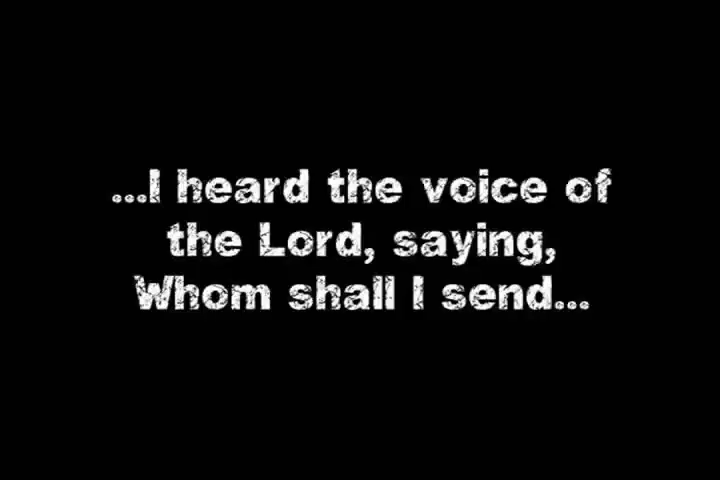 ...I heard the voice of
the Lord, saying,
Whom shall I send...